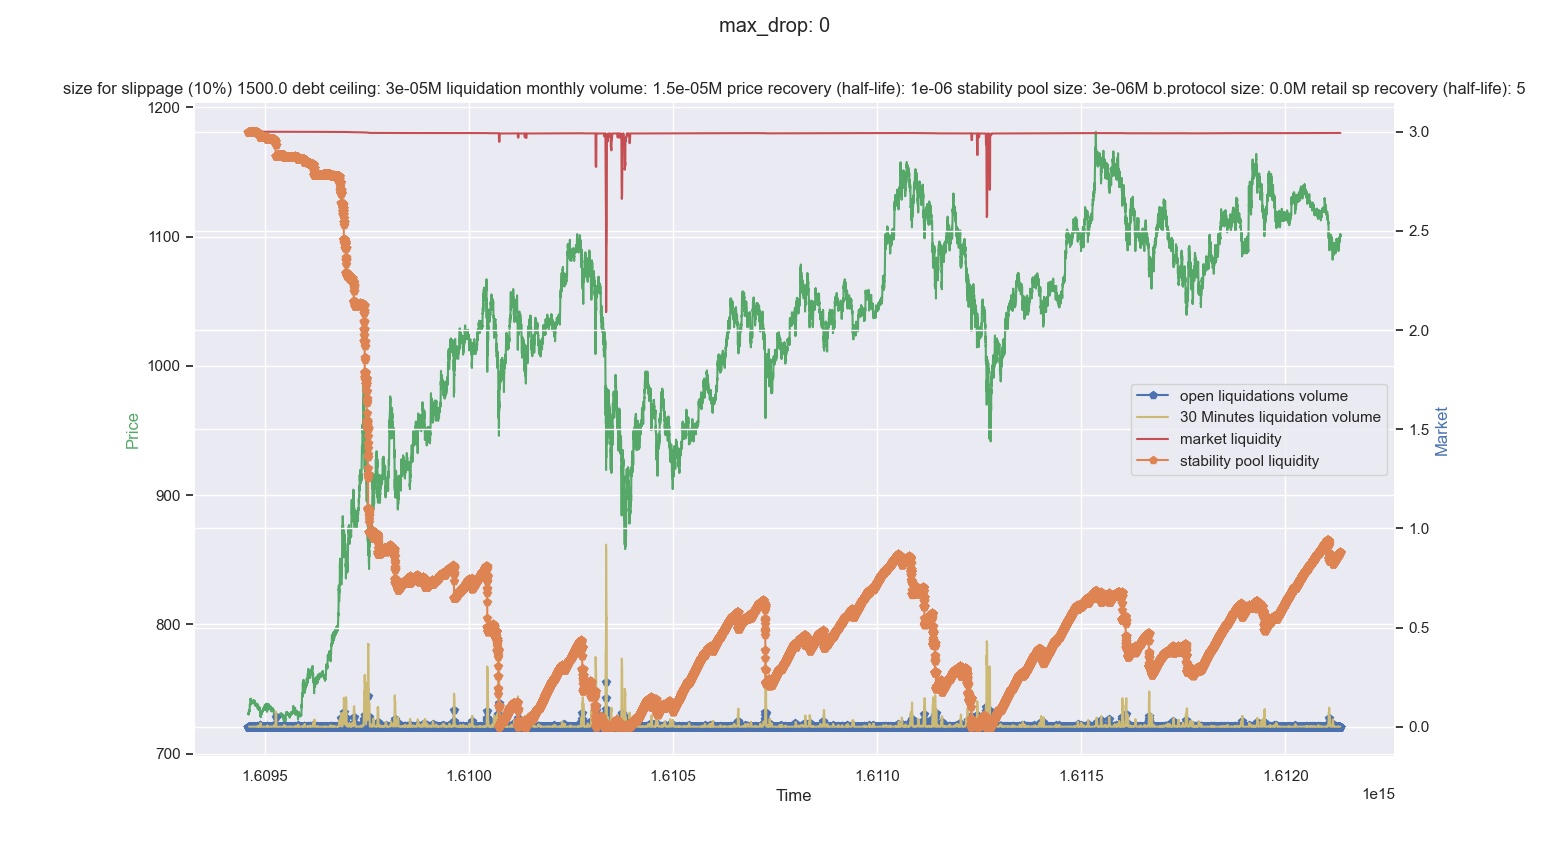 max_drop: 0
size for slippage (10%) 1500.0 debt ceiling: 3e-05M liquidation monthly volume: 1.5e-05M price recovery (half-life): 1e-06 stability pool size: 3e-06M b.protocol size: 0.0M retail sp recovery (half-life): 5
1200
1100
1000
900
800
700
Price
3.0
2.5
2.0
1.5
1.0
0.5
0.0
Market
open liquidations volume
30 Minutes liquidation volume
market liquidity
stability pool liquidity
1.6095 1.6100 1.6105 1.6110 1.6115 1.6120
Time
1e15